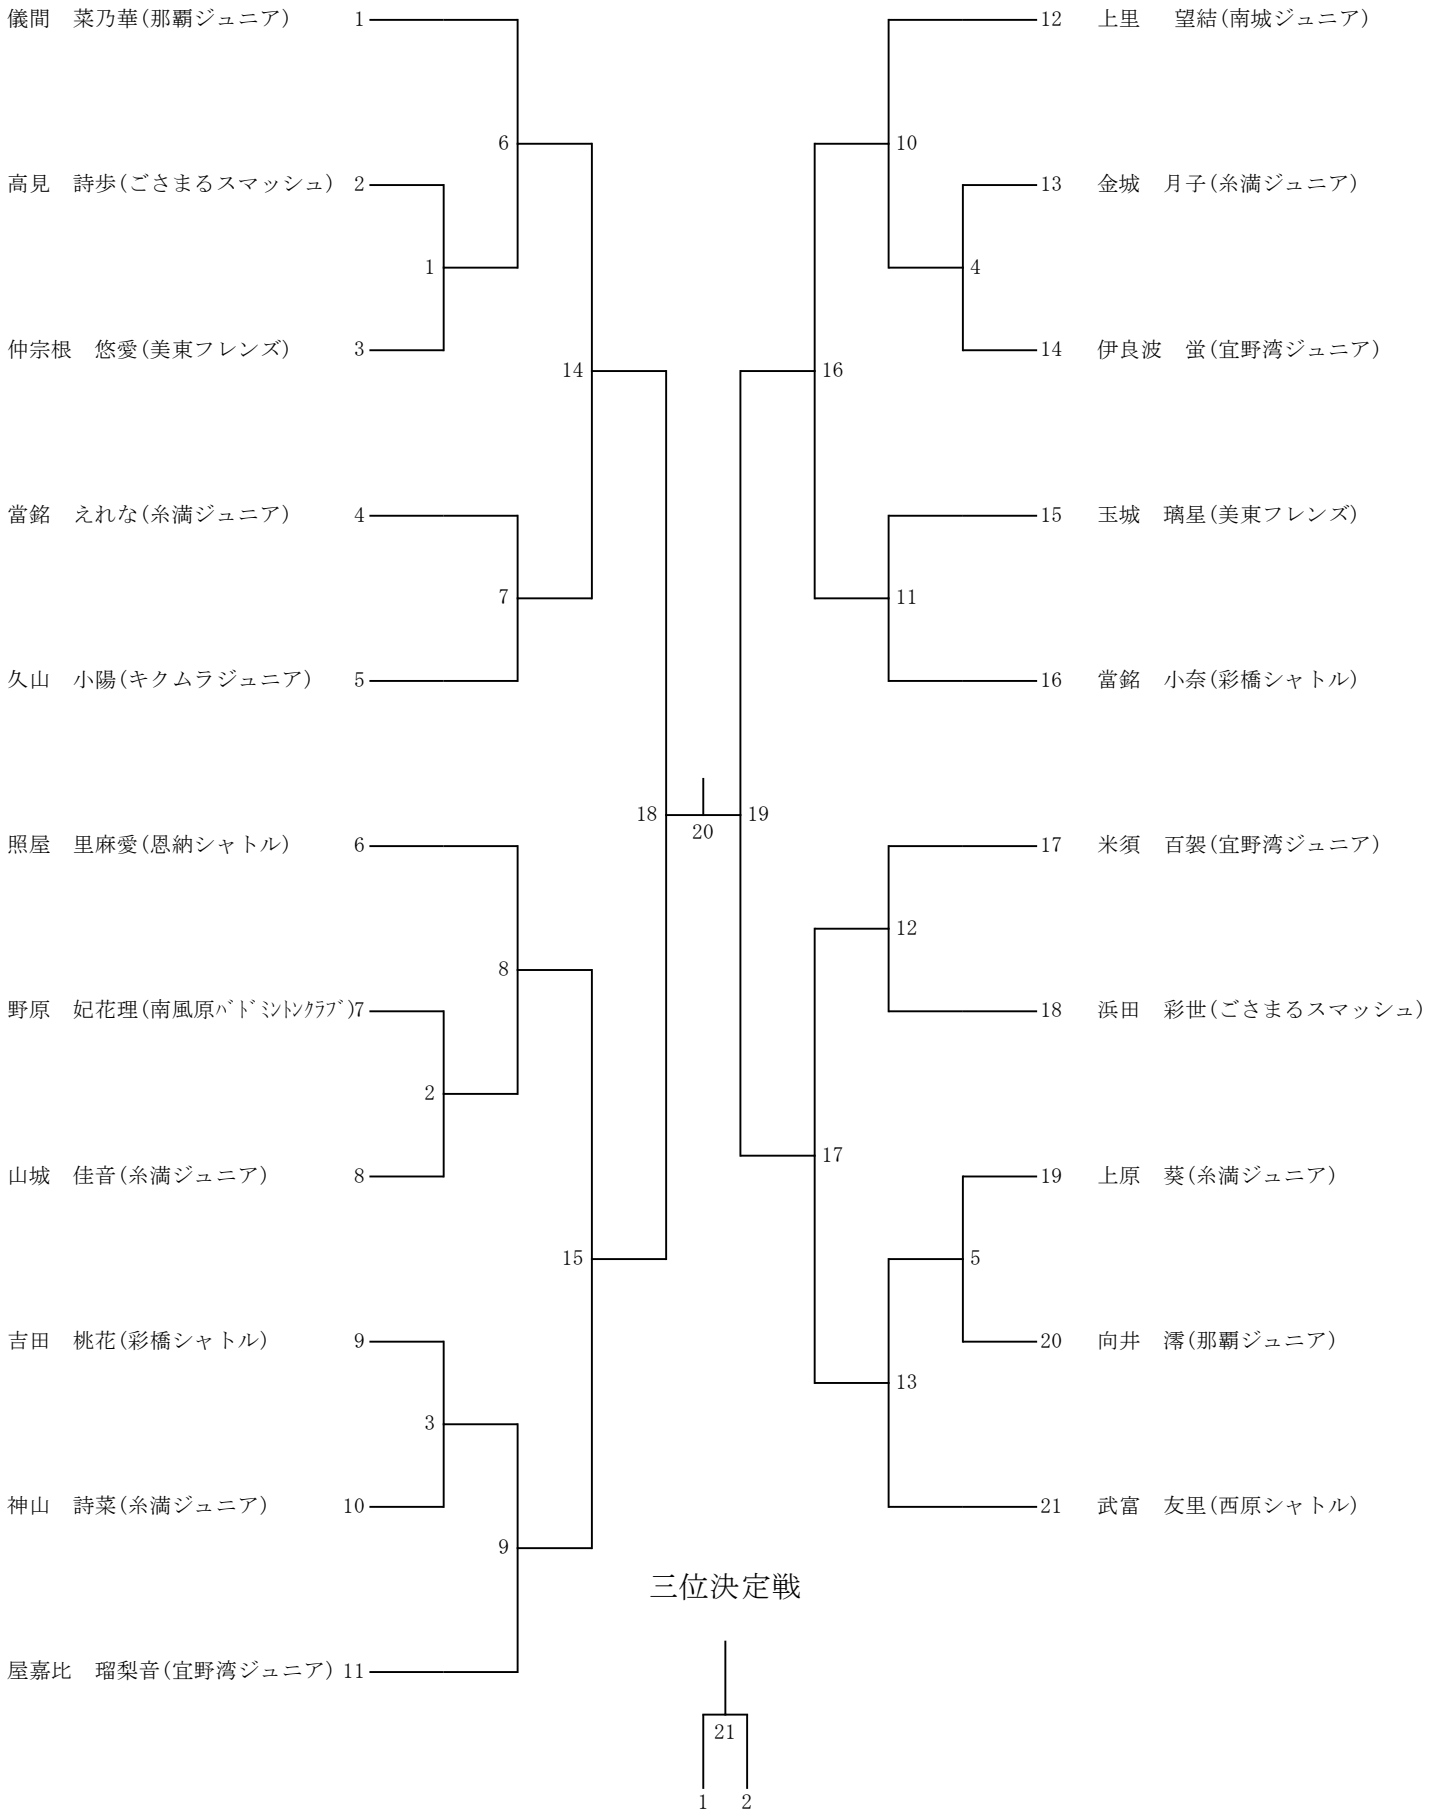 儀間　菜乃華(那覇ジュニア)　1
高見　詩歩(ごさまるスマッシュ)　2
仲宗根　悠愛(美東フレンズ)　3
當銘　えれな(糸満ジュニア)　4
久山　小陽(キクムラジュニア)　5
照屋　里麻愛(恩納シャトル)　6
野原　妃花理(南風原ﾊﾞﾄﾞﾐﾝﾄﾝｸﾗﾌﾞ)7
山城　佳音(糸満ジュニア)　8
吉田　桃花(彩橋シャトル)　9
神山　詩菜(糸満ジュニア)　10
屋嘉比　瑠梨音(宜野湾ジュニア)　11
1
2
3
6
7
8
9
14
15
18
20
19
16
17
10
11
12
13
4
5
12　上里　望結(南城ジュニア)
13　金城　月子(糸満ジュニア)
14　伊良波　蛍(宜野湾ジュニア)
15　玉城　璃星(美東フレンズ)
16　當銘　小奈(彩橋シャトル)
17　米須　百袈(宜野湾ジュニア)
18　浜田　彩世(ごさまるスマッシュ)
19　上原　葵(糸満ジュニア)
20　向井　澪(那覇ジュニア)
21　武富　友里(西原シャトル)
三位決定戦
21
1　2